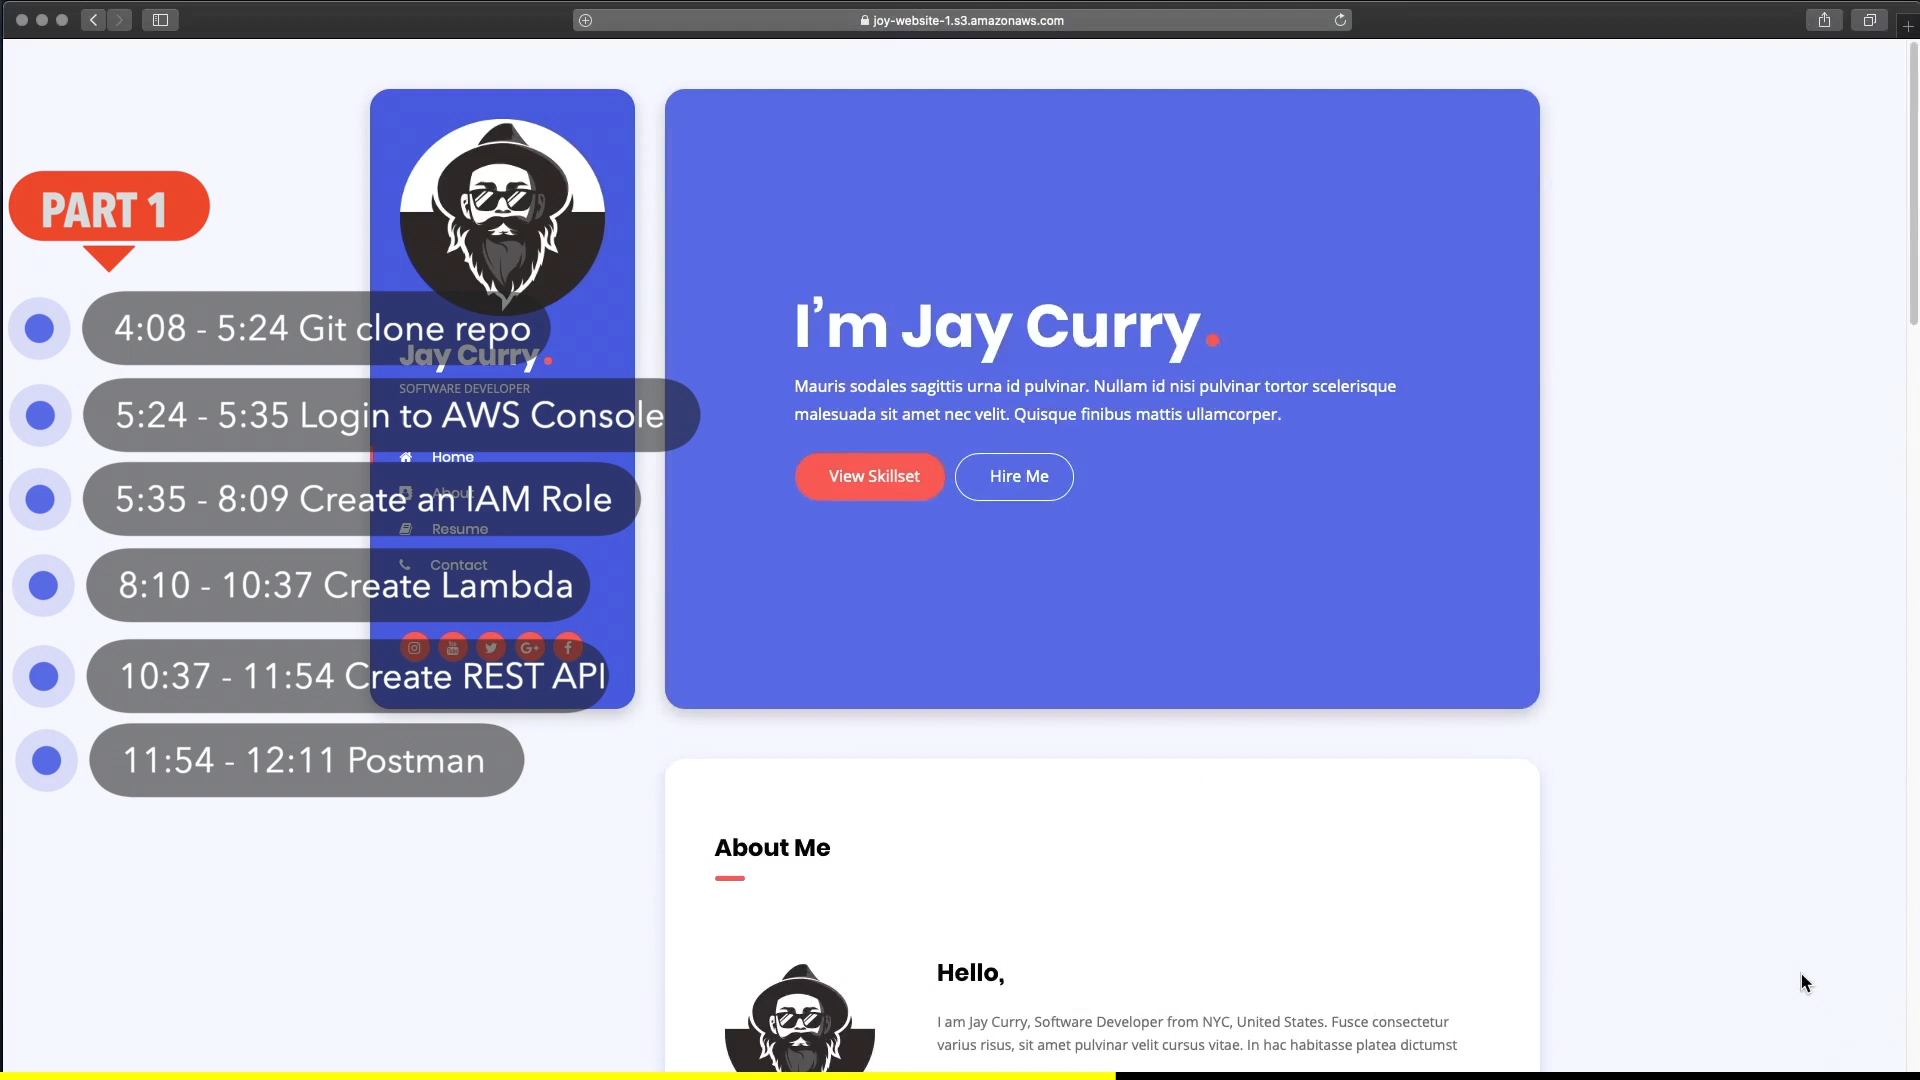 joy-website-1.s3.amazonaws.com
PART 1
4:08 - 5:24 Git clone repo
5:24 - 5:35 Login to AWS Console
5:35 - 8:09 Create an IAM Role
8:10 - 10:37 Create Lambda
10:37 - 11:54 Create REST API
11:54 - 12:11 Postman
Jay Curry.
SOFTWARE DEVELOPER
Home
About
Resume
Contact
I'm Jay Curry.
Mauris sodales sagittis urna id pulvinar. Nullam id nisi pulvinar tortor scelerisque
malesuada sit amet nec velit. Quisque finibus mattis ullamcorper.
View Skillset
Hire Me
About Me
Hello,
I am Jay Curry, Software Developer from NYC, United States. Fusce consectetur
varius risus, sit amet pulvinar velit cursus vitae. In hac habitasse platea dictumst